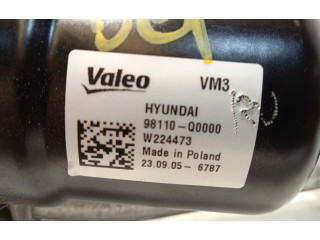 Valeo VM3
HYUNDAI
98110-Q0000
W224473
Made in Poland
23.09.05- 6787